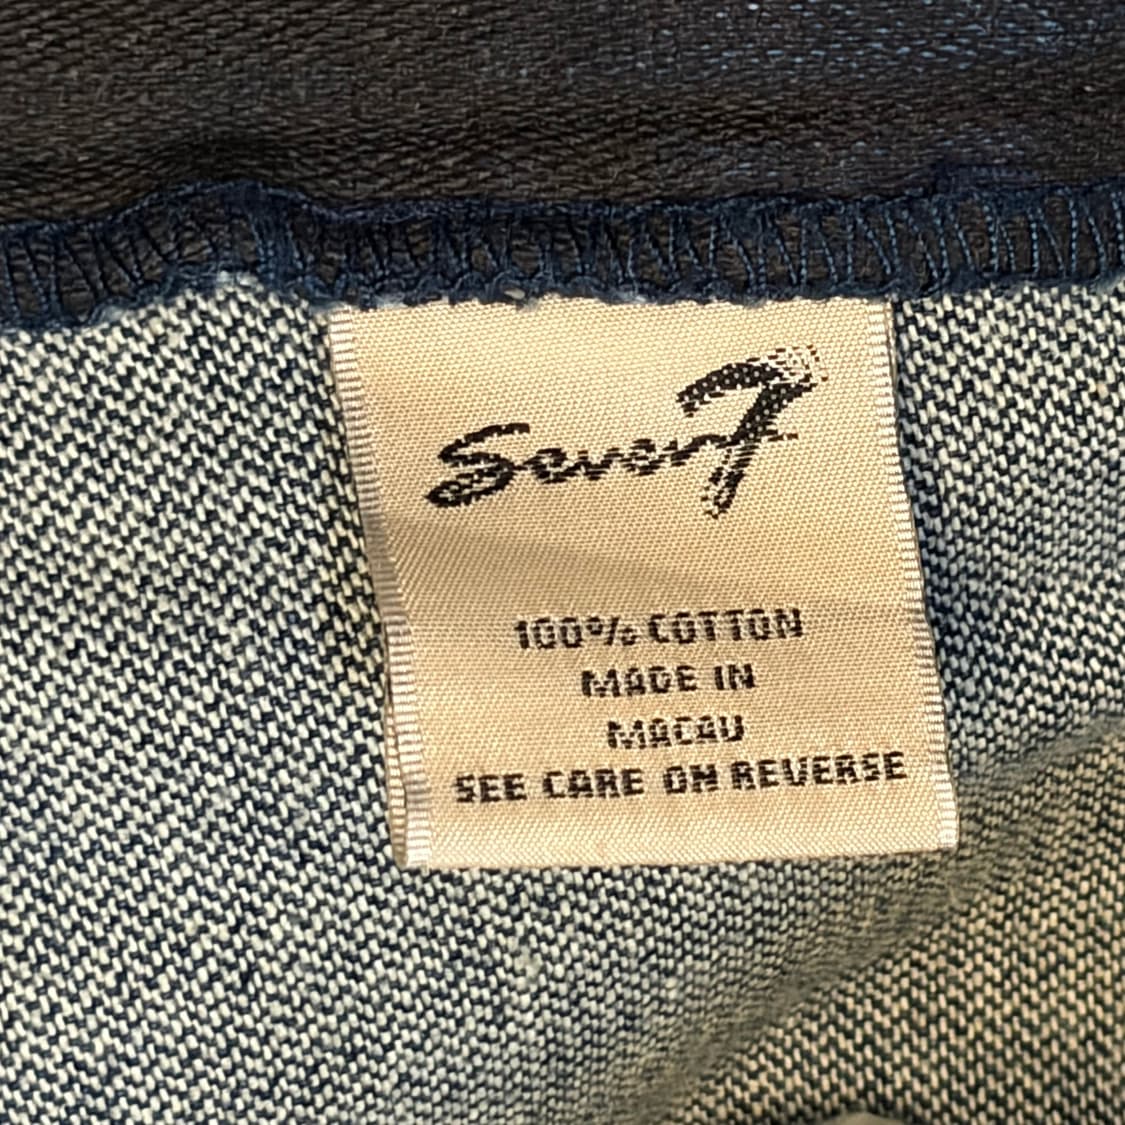 Seven7
100% COTTON
MADE IN
MACAU
SEE CARE ON REVERSE